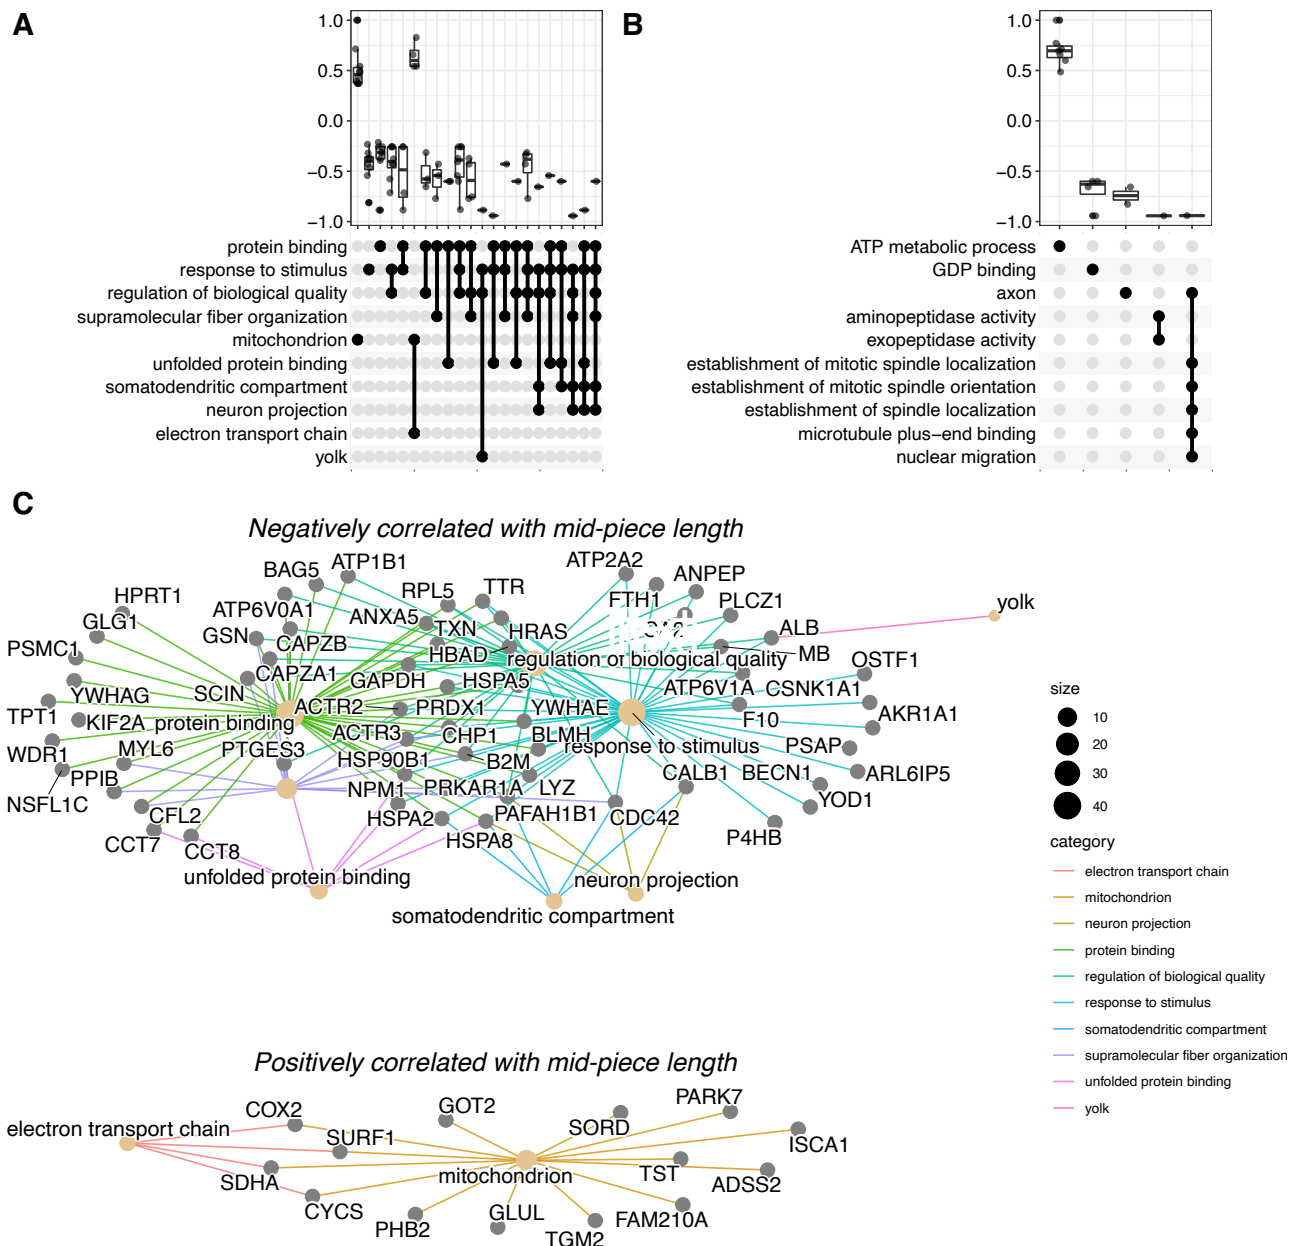 A
B
1.0
0.5
0.0
−0.5
−1.0
protein binding
response to stimulus
regulation of biological quality
supramolecular fiber organization
mitochondrion
unfolded protein binding
somatodendritic compartment
neuron projection
electron transport chain
yolk
1.0
0.5
0.0
−0.5
−1.0
ATP metabolic process
GDP binding
axon
aminopeptidase activity
exopeptidase activity
establishment of mitotic spindle localization
establishment of mitotic spindle orientation
establishment of spindle localization
microtubule plus−end binding
nuclear migration
C
Negatively correlated with mid-piece length
BAG5
ATP1B1
ATP2A2
ANPEP
HPRT1
ATP6V0A1
RPL5
TTR
FTH1
PLCZ1
yolk
GLG1
GSN
CAPZB
ANXA5
TXN
HRAS
ALB
PSMC1
HBAD
regulation of biological quality
MB
OSTF1
CAPZA1
GAPDH
HSPA5
ATP6V1A
CSNK1A1
YWHAG
SCIN
ACTR2
PRDX1
YWHAE
F10
AKR1A1
TPT1
KIF2A
protein binding
ACTR3
CHP1
BLMH
response to stimulus
PSAP
WDR1
MYL6
PTGES3
HSP90B1
B2M
CALB1
BECN1
ARL6IP5
PPIB
NPM1
PRKAR1A
LYZ
YOD1
NSFL1C
CFL2
HSPA2
PAFAH1B1
CDC42
P4HB
CCT7
CCT8
HSPA8
unfolded protein binding
neuron projection
somatodendritic compartment
size
10
20
30
40
category
electron transport chain
mitochondrion
neuron projection
protein binding
regulation of biological quality
response to stimulus
somatodendritic compartment
supramolecular fiber organization
unfolded protein binding
yolk
Positively correlated with mid-piece length
COX2
GOT2
SORD
PARK7
electron transport chain
SURF1
ISCA1
SDHA
mitochondrion
TST
ADSS2
CYCS
PHB2
GLUL
TGM2
FAM210A